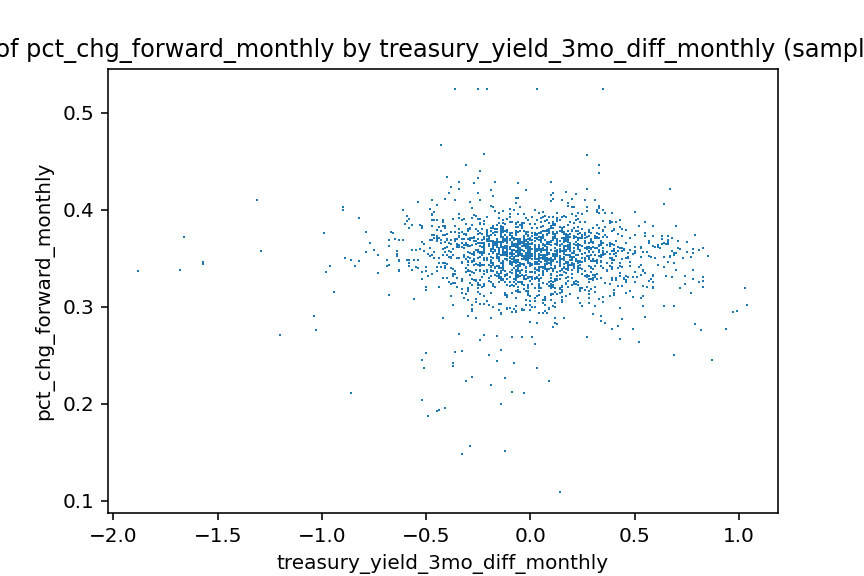 of pct_chg_forward_monthly by treasury_yield_3mo_diff_monthly (sampl
0.5
0.4
0.3
0.2
0.1
pct_chg_forward_monthly
−2.0 −1.5 −1.0 −0.5 0.0 0.5 1.0
treasury_yield_3mo_diff_monthly